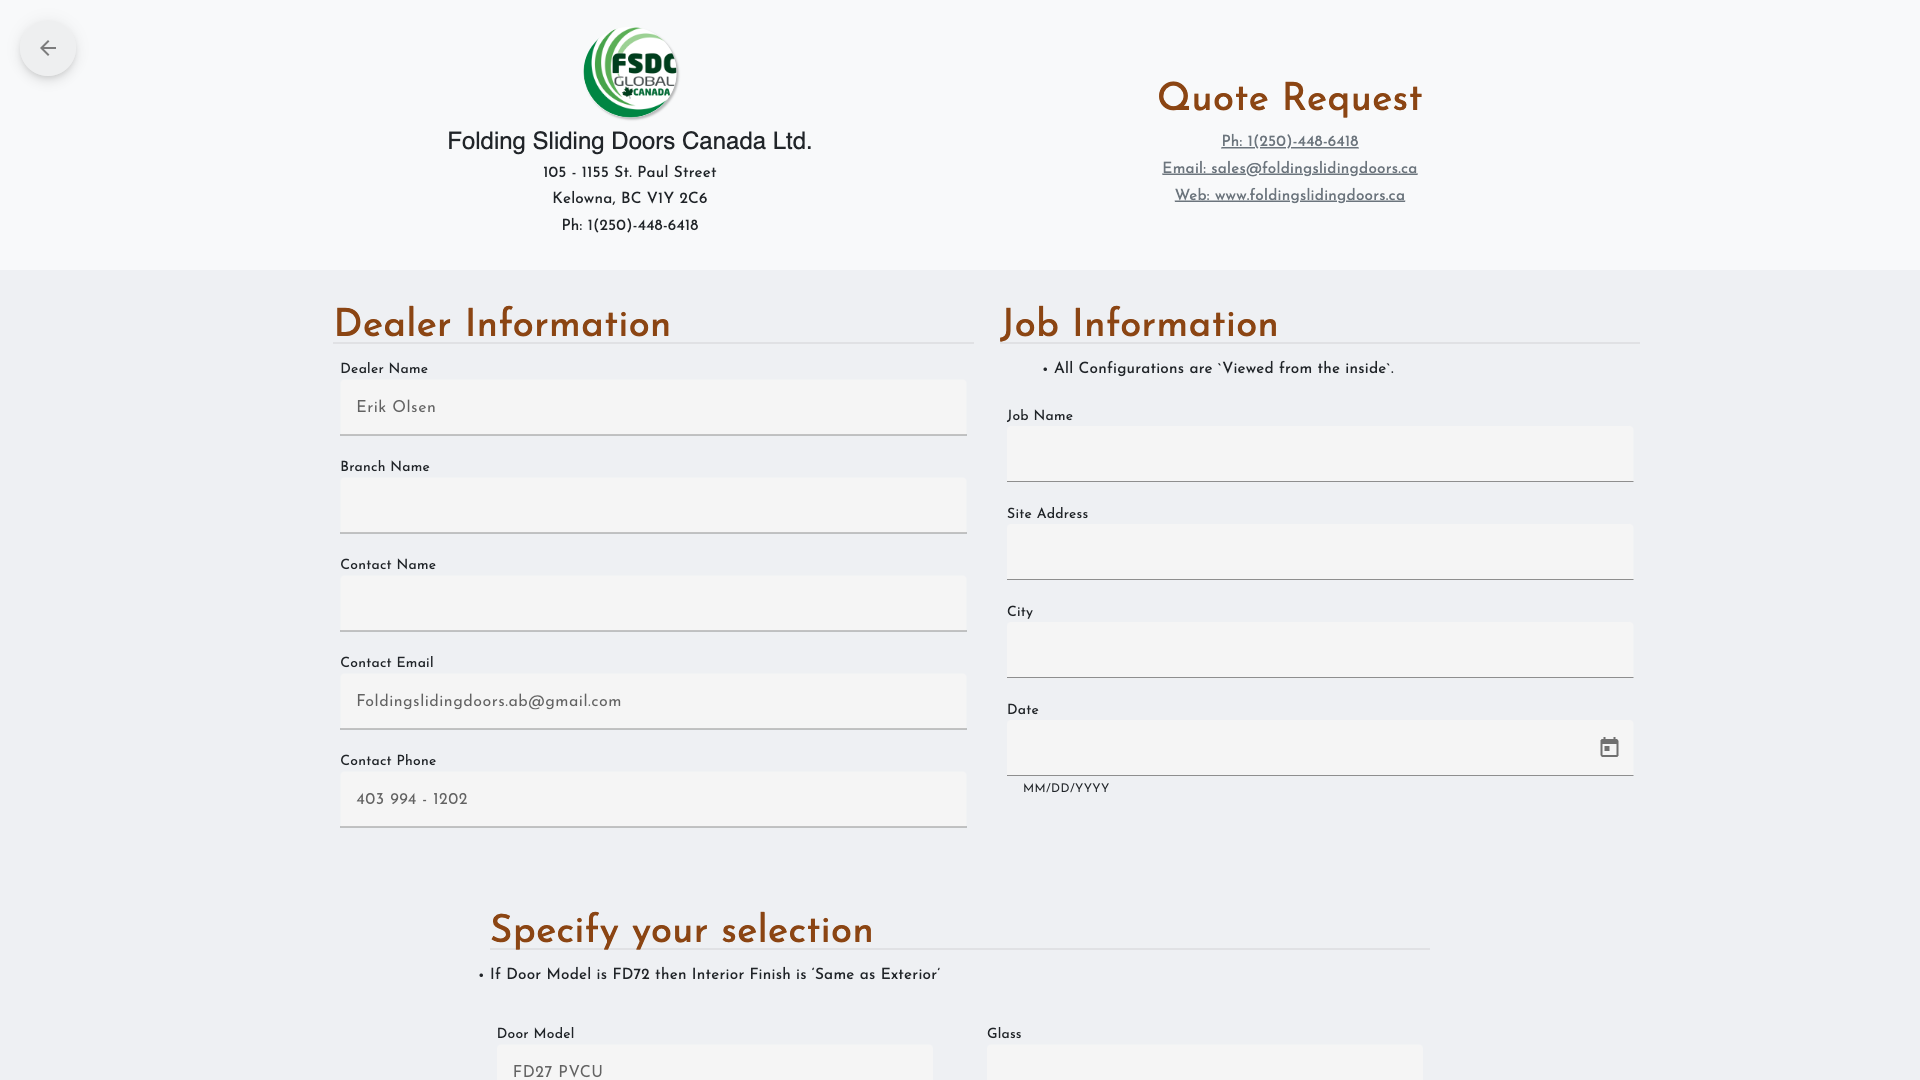 FSDC
GLOBAL
CANADA
Folding Sliding Doors Canada Ltd.
105 - 1155 St. Paul Street
Kelowna, BC V1Y 2C6
Ph: 1(250)-448-6418
Quote Request
Ph: 1(250)-448-6418
Email: sales@foldingslidingdoors.ca
Web: www.foldingslidingdoors.ca
Dealer Information
Dealer Name
Erik Olsen
Branch Name
Contact Name
Contact Email
Foldingslidingdoors.ab@gmail.com
Contact Phone
403 994 - 1202
Job Information
• All Configurations are `Viewed from the inside`.
Job Name
Site Address
City
Date
MM/DD/YYYY
Specify your selection
• If Door Model is FD72 then Interior Finish is ‘Same as Exterior’
Door Model
FD27 PVCU
Glass